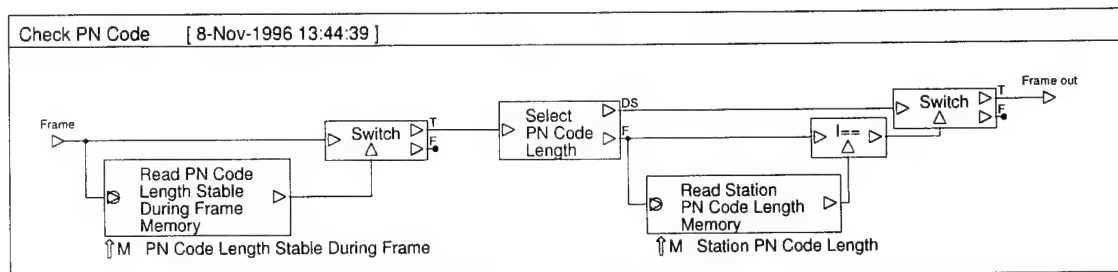 Check PN Code [ 8-Nov-1996 13:44:39 ]
Frame
Switch
T
F
Read PN Code
Length Stable
During Frame
Memory
⇑M PN Code Length Stable During Frame
Select
PN Code
Length
DS
F
I==
Read Station
PN Code Length
Memory
⇑M Station PN Code Length
Switch
T
F
Frame out